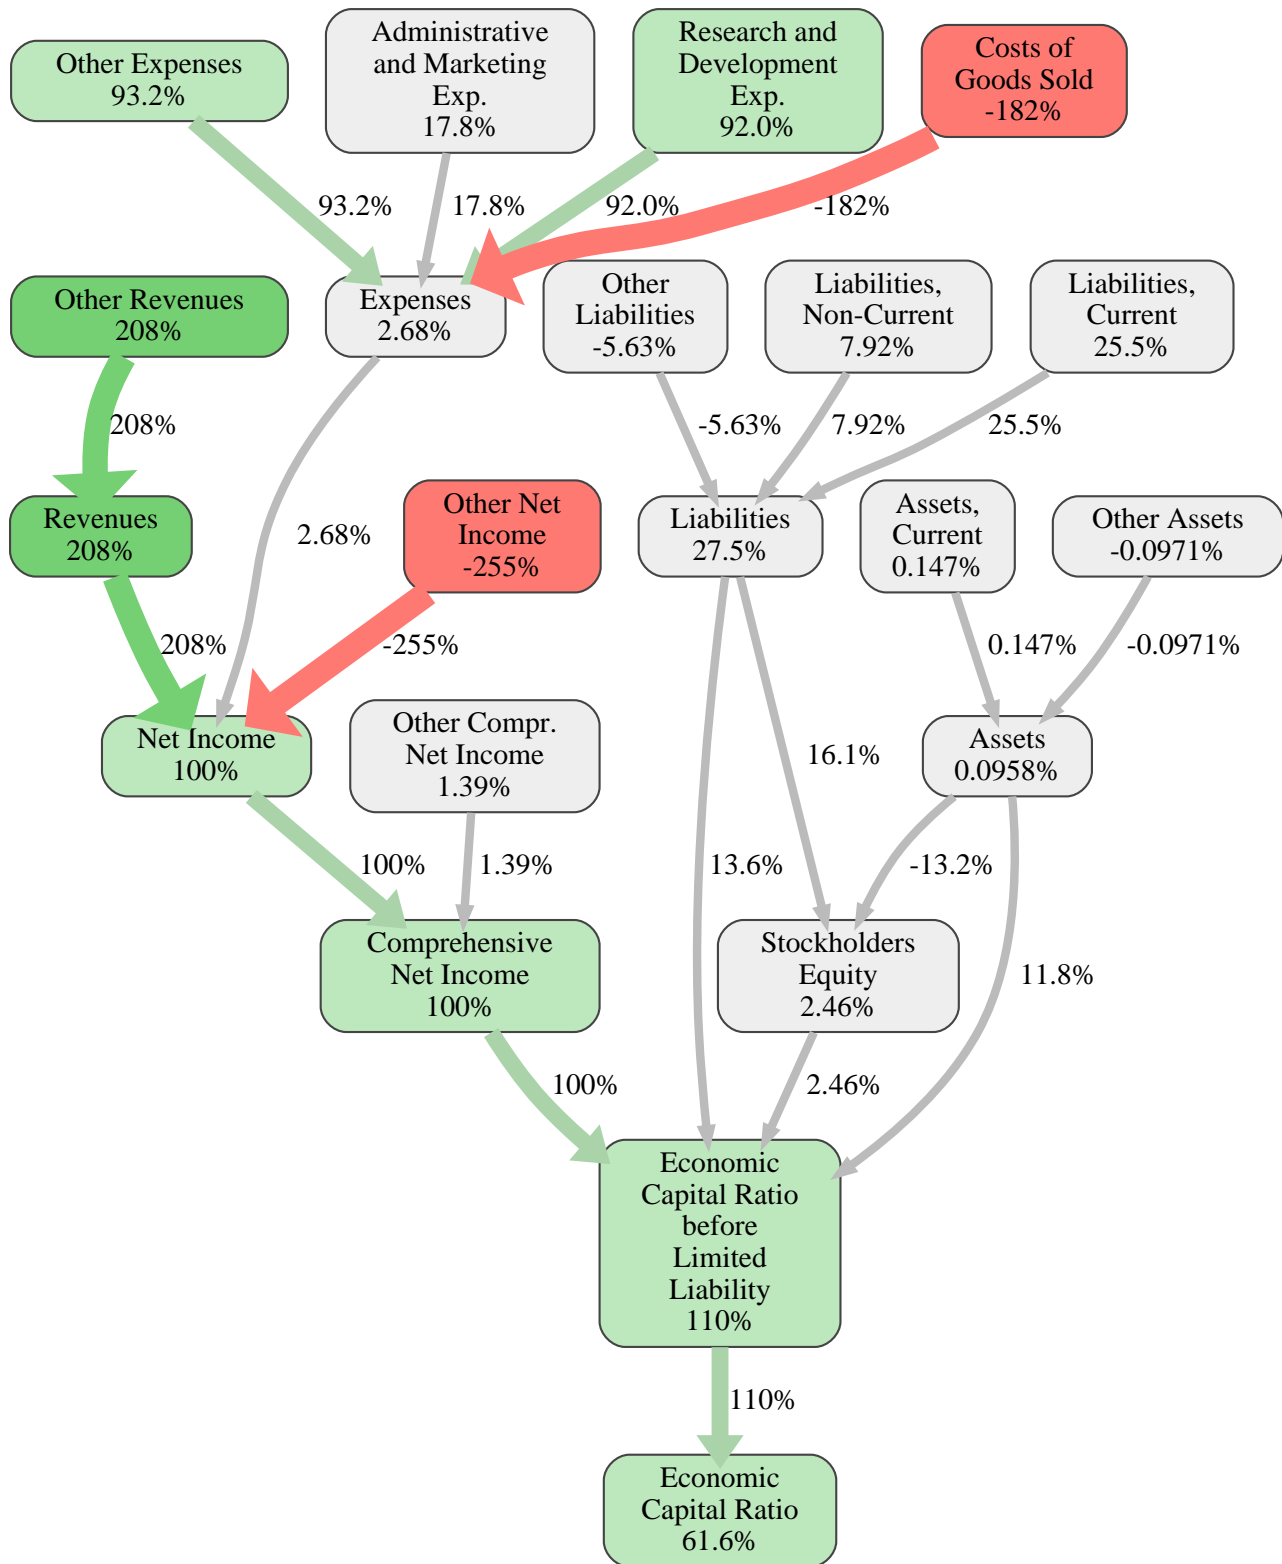 Other Expenses
93.2%
Administrative
and Marketing
Exp.
17.8%
Research and
Development
Exp.
92.0%
Costs of
Goods Sold
-182%
93.2%
17.8%
92.0%
-182%
Other Revenues
208%
Expenses
2.68%
Other
Liabilities
-5.63%
Liabilities,
Non-Current
7.92%
Liabilities,
Current
25.5%
208%
-5.63%
7.92%
25.5%
Revenues
208%
2.68%
Other Net
Income
-255%
Liabilities
27.5%
Assets,
Current
0.147%
Other Assets
-0.0971%
208%
-255%
0.147%
-0.0971%
Net Income
100%
Other Compr.
Net Income
1.39%
16.1%
Assets
0.0958%
100%
1.39%
13.6%
-13.2%
Comprehensive
Net Income
100%
Stockholders
Equity
2.46%
11.8%
100%
2.46%
Economic
Capital Ratio
before
Limited
Liability
110%
110%
Economic
Capital Ratio
61.6%